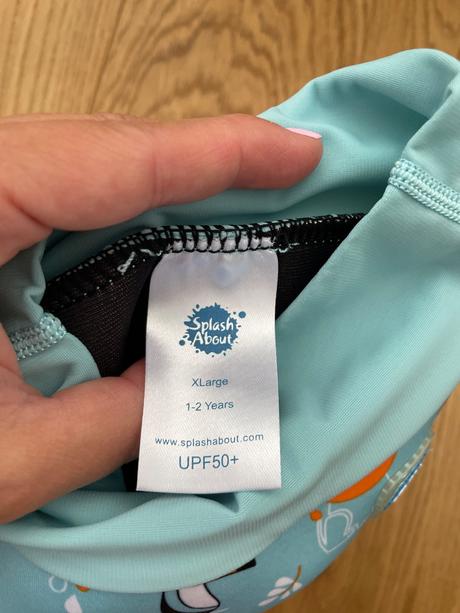 Splash
About
XLarge
1-2 Years
www.splashabout.com
UPF50+